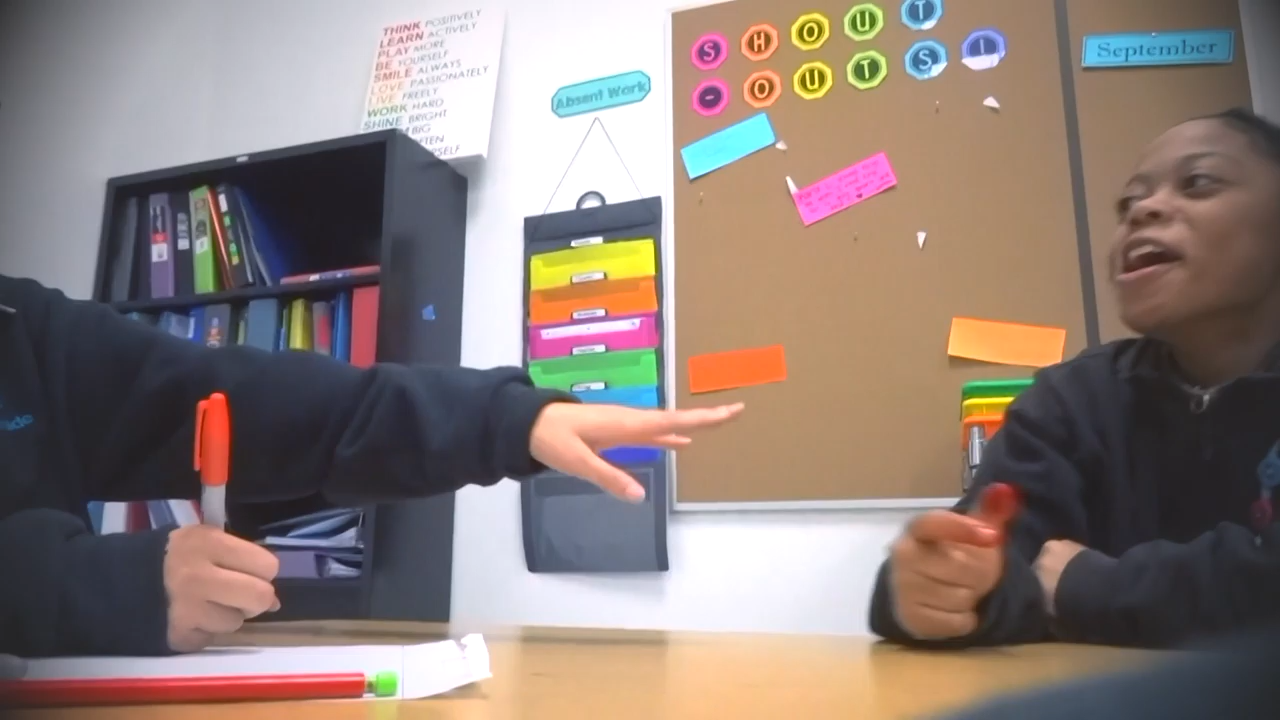 THINK POSITIVELY
LEARN ACTIVELY
PLAY MORE
BE YOURSELF
SMILE ALWAYS
LOVE PASSIONATELY
LIVE FREELY
WORK HARD
SHINE BRIGHT
BIG
Absent Work
SHOUT
-OUTS!
September